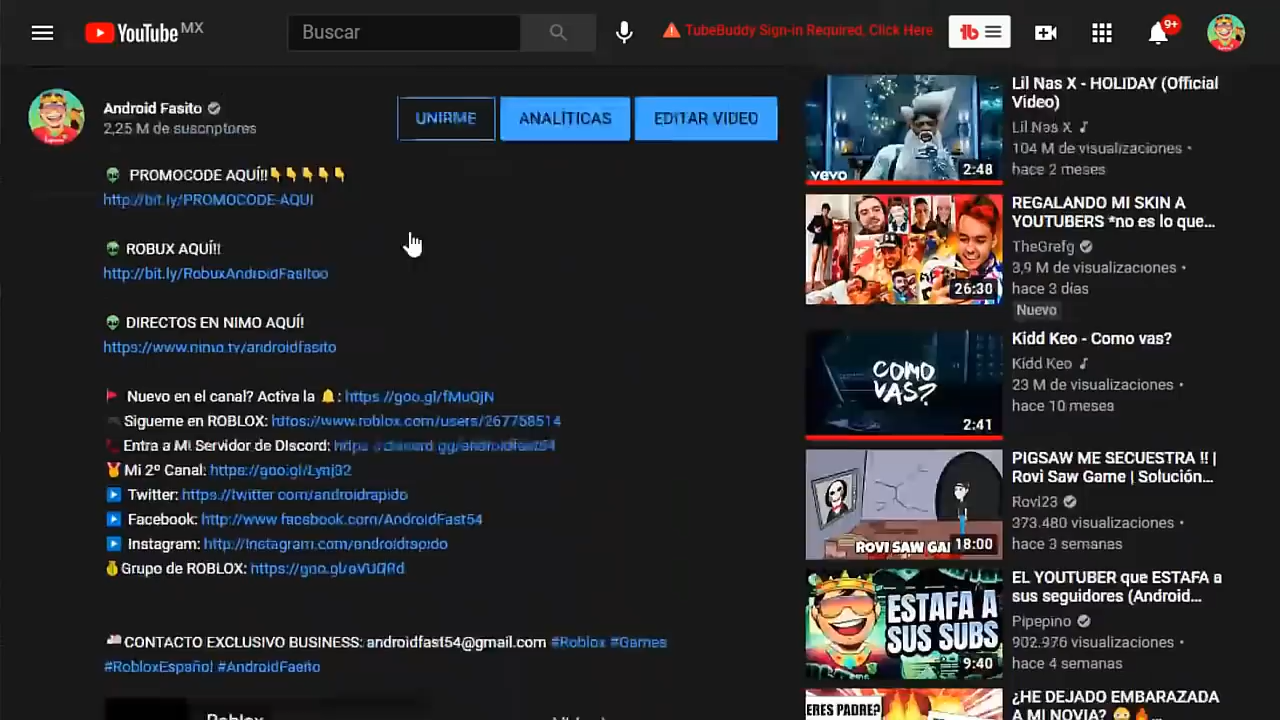 YouTube MX
Buscar
TubeBuddy Sign-in Required, Click Here
tb
9+
Android Fasito
2,25 M de suscriptores
UNIRME
ANALÍTICAS
EDITAR VIDEO
PROMOCODE AQUÍ!!
http://bit.ly/PROMOCODE-AQUI
ROBUX AQUÍ!!
http://bit.ly/RobuxAndroidFasitoo
DIRECTOS EN NIMO AQUÍ!
https://www.nimo.tv/androidfasito
Nuevo en el canal? Activa la : https://goo.gl/fMuQjN
Sigueme en ROBLOX: https://www.roblox.com/users/267758514
Entra a Mi Servidor de Discord:
Mi 2º Canal: https://goo.gl/Lynj32
Twitter: https://twitter.com/androidrapido
Facebook: http://www.facebook.com/AndroidFast54
Instagram: http://Instagram.com/androidrapido
Grupo de ROBLOX:
CONTACTO EXCLUSIVO BUSINESS: androidfast54@gmail.com #Roblox #Games
#RobloxEspañol #AndroidFasito
Roblox
vevo
2:48
Lil Nas X - HOLIDAY (Official
Video)
Lil Nas X
104 M de visualizaciones •
hace 2 meses
26:30
REGALANDO MI SKIN A
YOUTUBERS *no es lo que...
TheGrefg
3,9 M de visualizaciones •
hace 3 días
Nuevo
COMO
VAS?
2:41
Kidd Keo - Como vas?
Kidd Keo
23 M de visualizaciones •
hace 10 meses
ROVI SAW GA
18:00
PIGSAW ME SECUESTRA !! |
Rovi Saw Game | Solución...
Rovi23
373.480 visualizaciones •
hace 3 semanas
ESTAFA A
SUS SUBS
9:40
EL YOUTUBER que ESTAFA a
sus seguidores (Android...
Pipepino
902.976 visualizaciones •
hace 4 semanas
ERES PADRE?
¿HE DEJADO EMBARAZADA
A MI NOVIA?